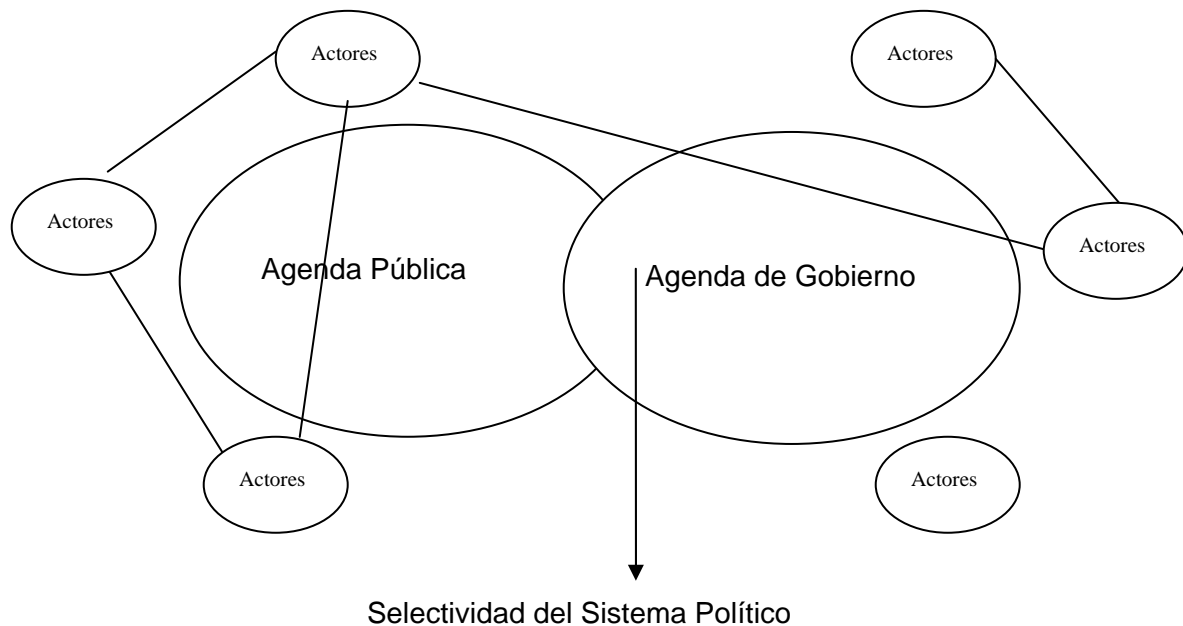 Actores
Actores
Actores
Actores
Agenda Pública
Agenda de Gobierno
Actores
Actores
Selectividad del Sistema Político